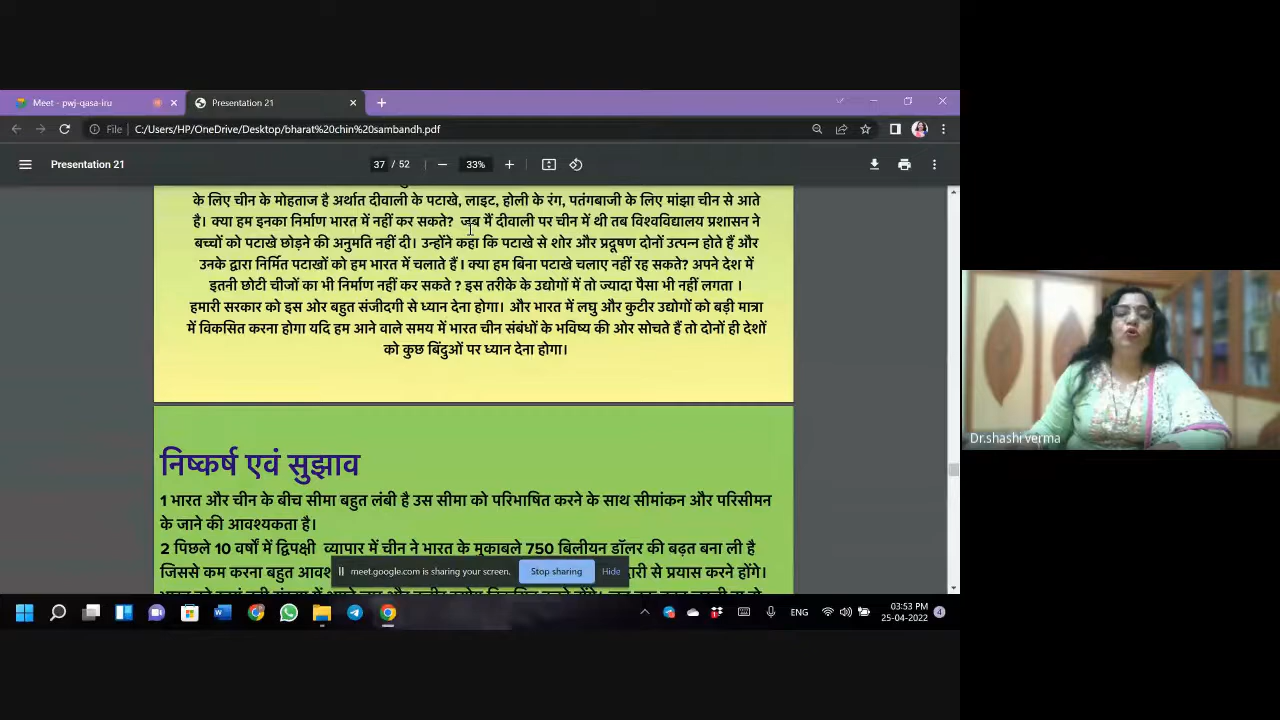 Meet - pwj-qasa-iru
Presentation 21
File
C:/Users/HP/OneDrive/Desktop/bharat%20chin%20sambandh.pdf
Presentation 21
37 / 52
33%
के लिए चीन के मोहताज है अर्थात दीवाली के पटाखे, लाइट, होली के रंग, पतंगबाजी के लिए मांझा चीन से आते
है। क्या हम इनका निर्माण भारत में नहीं कर सकते? जब मैं दीवाली पर चीन में थी तब विश्वविद्यालय प्रशासन ने
बच्चों को पटाखे छोड़ने की अनुमति नहीं दी। उन्होंने कहा कि पटाखे से शोर और प्रदूषण दोनों उत्पन्न होते हैं और
उनके द्वारा निर्मित पटाखों को हम भारत में चलाते हैं। क्या हम बिना पटाखे चलाए नहीं रह सकते? अपने देश में
इतनी छोटी चीजों का भी निर्माण नहीं कर सकते ? इस तरीके के उद्योगों में तो ज्यादा पैसा भी नहीं लगता ।
हमारी सरकार को इस ओर बहुत संजीदगी से ध्यान देना होगा। और भारत में लघु और कुटीर उद्योगों को बड़ी मात्रा
में विकसित करना होगा यदि हम आने वाले समय में भारत चीन संबंधों के भविष्य की ओर सोचते हैं तो दोनों ही देशों
को कुछ बिंदुओं पर ध्यान देना होगा।
निष्कर्ष एवं सुझाव
1 भारत और चीन के बीच सीमा बहुत लंबी है उस सीमा को परिभाषित करने के साथ सीमांकन और परिसीमन
के जाने की आवश्यकता है।
2 पिछले 10 वर्षों में द्विपक्षी व्यापार में चीन ने भारत के मुकाबले 750 बिलीयन डॉलर की बढ़त बना ली है
जिससे कम करना बहुत से प्रयास करने होंगे।
meet.google.com is sharing your screen.
Stop sharing
Hide
Dr.shashi verma
ENG
03:53 PM
25-04-2022
4